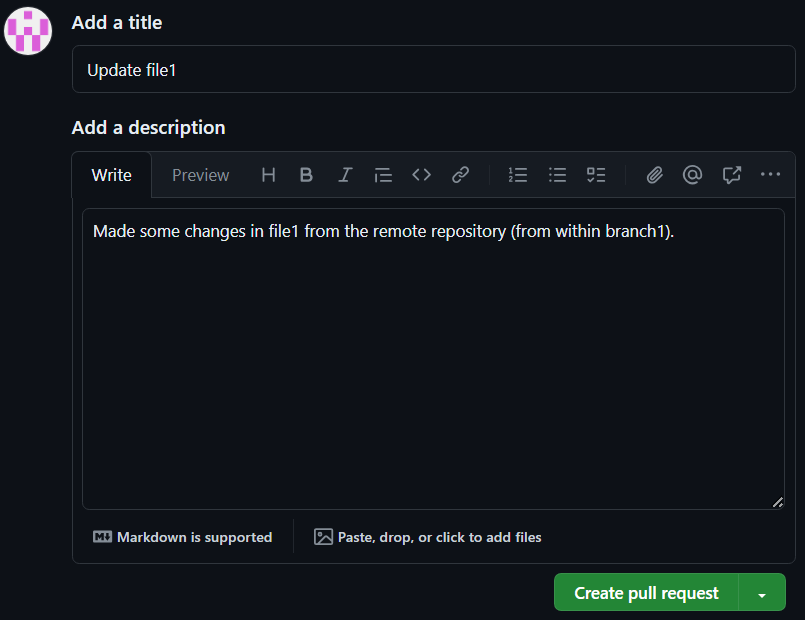 Add a title
Update file1
Add a description
Write Preview
Made some changes in file1 from the remote repository (from within branch1).
Markdown is supported Paste, drop, or click to add files
Create pull request